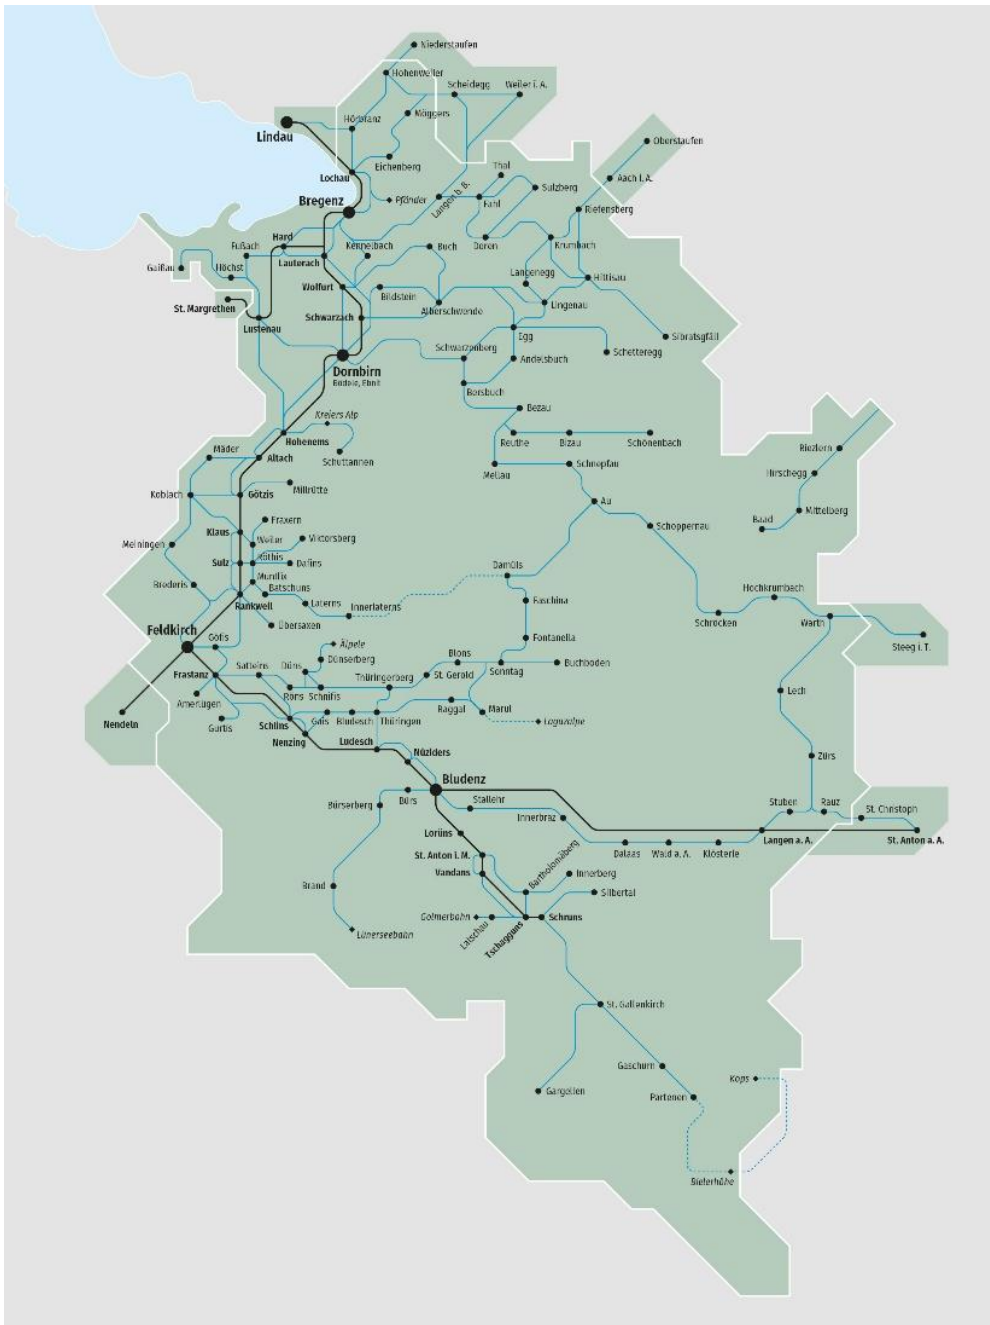 Niederstaufen
Hohenweiler
Scheidegg
Weiler i. A.
Möggers
Hörbranz
Lindau
Oberstaufen
Eichenberg
Thal
Lochau
Aach i. A.
Sulzberg
Pfänder
Langen b. B.
Fahl
Bregenz
Riefensberg
Hard
Kennelbach
Buch
Doren
Krumbach
Fußach
Lauterach
Gaißau
Höchst
Langenegg
Hittisau
Wolfurt
Bildstein
St. Margrethen
Alberschwende
Lingenau
Schwarzach
Lustenau
Egg
Sibratsgfäll
Schwarzenberg
Schetteregg
Andelsbuch
Dornbirn
Bödele, Ebnit
Bersbuch
Bezau
Kreiers Alp
Hohenems
Reuthe
Bizau
Schönenbach
Mäder
Altach
Schuttannen
Riezlern
Mellau
Schnepfau
Hirschegg
Koblach
Götzis
Millrütte
Au
Mittelberg
Baad
Fraxern
Schoppernau
Klaus
Weiler
Viktorsberg
Meiningen
Sulz
Röthis
Dafins
Damüls
Muntlix
Brederis
Batschuns
Hochkrumbach
Rankweil
Laterns
Innerlaterns
Faschina
Schröcken
Warth
Übersaxen
Feldkirch
Göfis
Älpele
Fontanella
Steeg i. T.
Dünserberg
Blons
Frastanz
Satteins
Düns
Thüringerberg
St. Gerold
Sonntag
Buchboden
Amerlügen
Röns
Schnifis
Lech
Nendeln
Gurtis
Schlins
Gais
Bludesch
Thüringen
Raggal
Marul
Laguzalpe
Nenzing
Ludesch
Nüziders
Zürs
Bludenz
Bürs
Bürserberg
Stallehr
Innerbraz
Stuben
Rauz
St. Christoph
Lorüns
Langen a. A.
St. Anton a. A.
Dalaas
Wald a. A.
Klösterle
St. Anton i. M.
Vandans
Bartholomäberg
Innerberg
Brand
Silbertal
Golmerbahn
Latschau
Tschagguns
Schruns
Lünerseebahn
St. Gallenkirch
Gaschurn
Kops
Gargellen
Partenen
Bielerhöhe